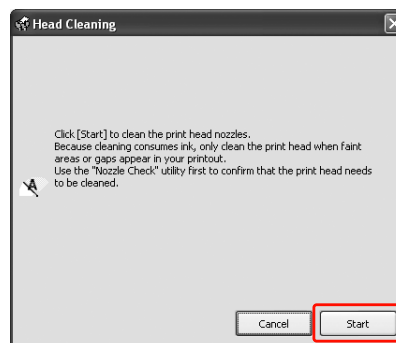 Head Cleaning
Click [Start] to clean the print head nozzles.
Because cleaning consumes ink, only clean the print head when faint
areas or gaps appear in your printout.
Use the "Nozzle Check" utility first to confirm that the print head needs
to be cleaned.
A
Cancel Start